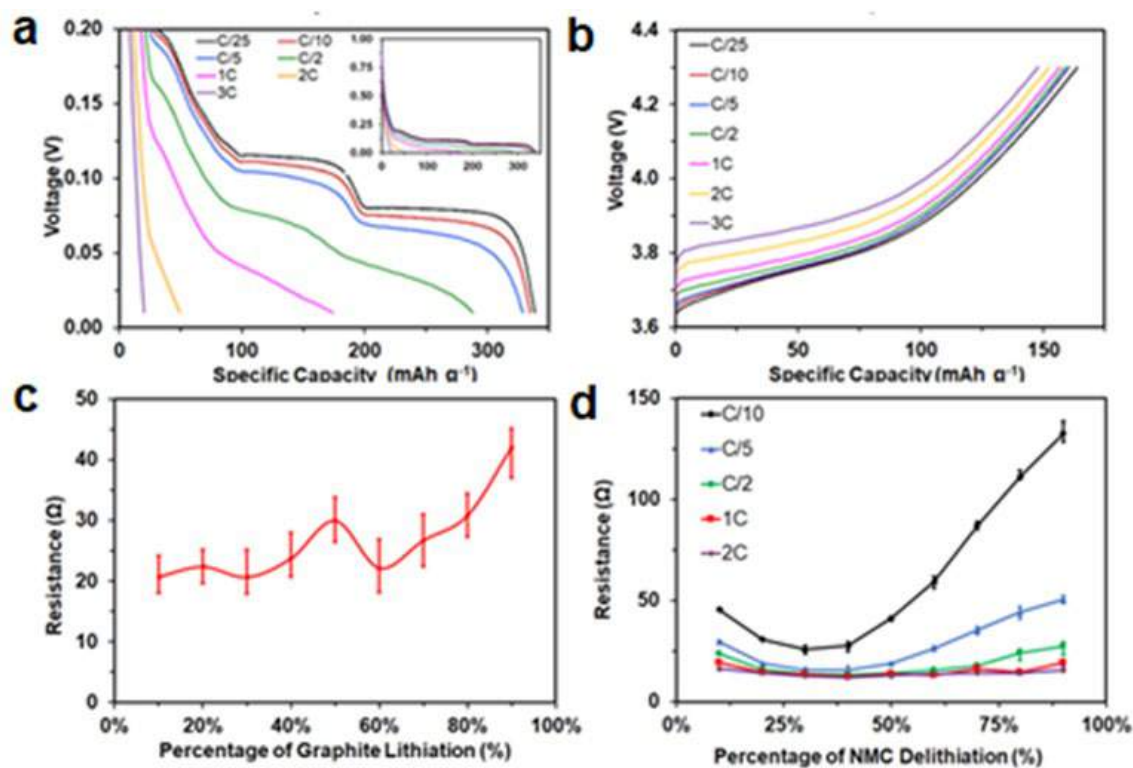 a
0.20
0.15
0.10
0.05
0.00
Voltage (V)
C/25
C/10
C/5
C/2
1C
2C
3C
1.00
0.75
0.50
0.25
0.00
0
100
200
300
0
100
200
300
Specific Capacity (mAh g⁻¹)
b
4.4
4.2
4.0
3.8
3.6
Voltage (V)
C/25
C/10
C/5
C/2
1C
2C
3C
0
50
100
150
Specific Capacity (mAh g⁻¹)
c
50
40
30
20
10
0
Resistance (Ω)
0%
20%
40%
60%
80%
100%
Percentage of Graphite Lithiation (%)
d
150
100
50
0
Resistance (Ω)
C/10
C/5
C/2
1C
2C
0%
25%
50%
75%
100%
Percentage of NMC Delithiation (%)